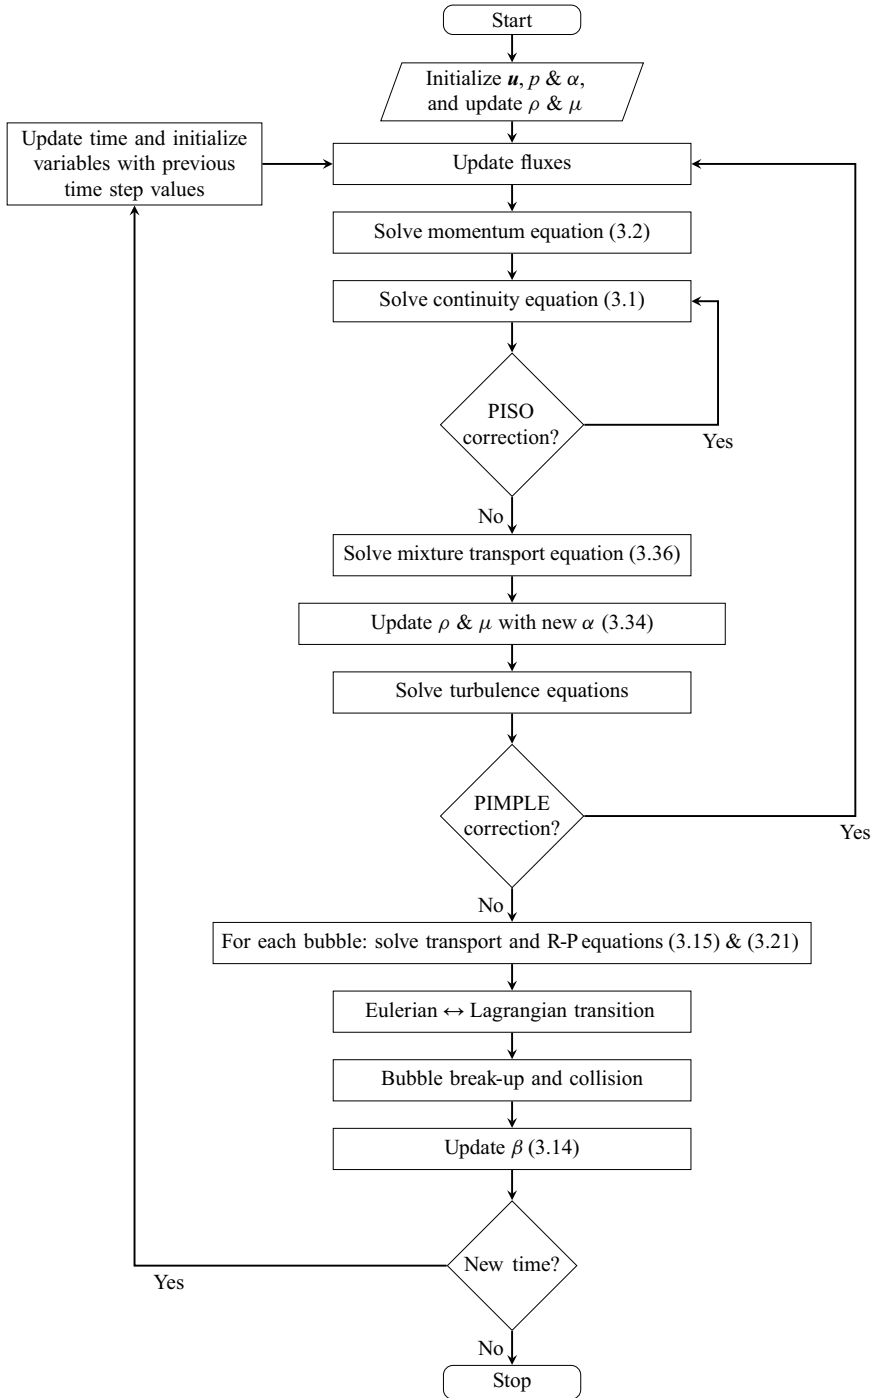 Start
Initialize u, p & α,
and update ρ & μ
Update time and initialize
variables with previous
time step values
Update fluxes
Solve momentum equation (3.2)
Solve continuity equation (3.1)
PISO
correction?
Yes
No
Solve mixture transport equation (3.36)
Update ρ & μ with new α (3.34)
Solve turbulence equations
PIMPLE
correction?
Yes
No
For each bubble: solve transport and R-P equations (3.15) & (3.21)
Eulerian ↔ Lagrangian transition
Bubble break-up and collision
Update β (3.14)
New time?
Yes
No
Stop